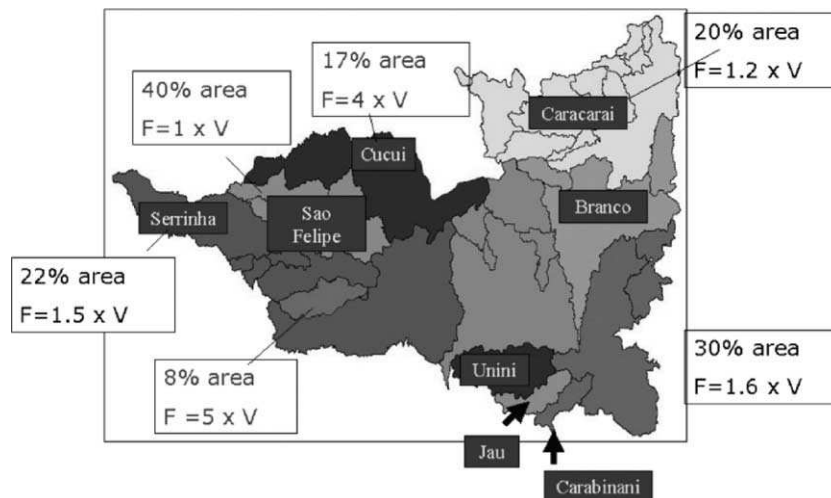 20% area
F=1.2 x V
17% area
F=4 x V
40% area
F=1 x V
Caracarai
Cucui
Serrinha
Sao
Felipe
Branco
22% area
F=1.5 x V
30% area
F=1.6 x V
8% area
F =5 x V
Unini
Jau
Carabinani